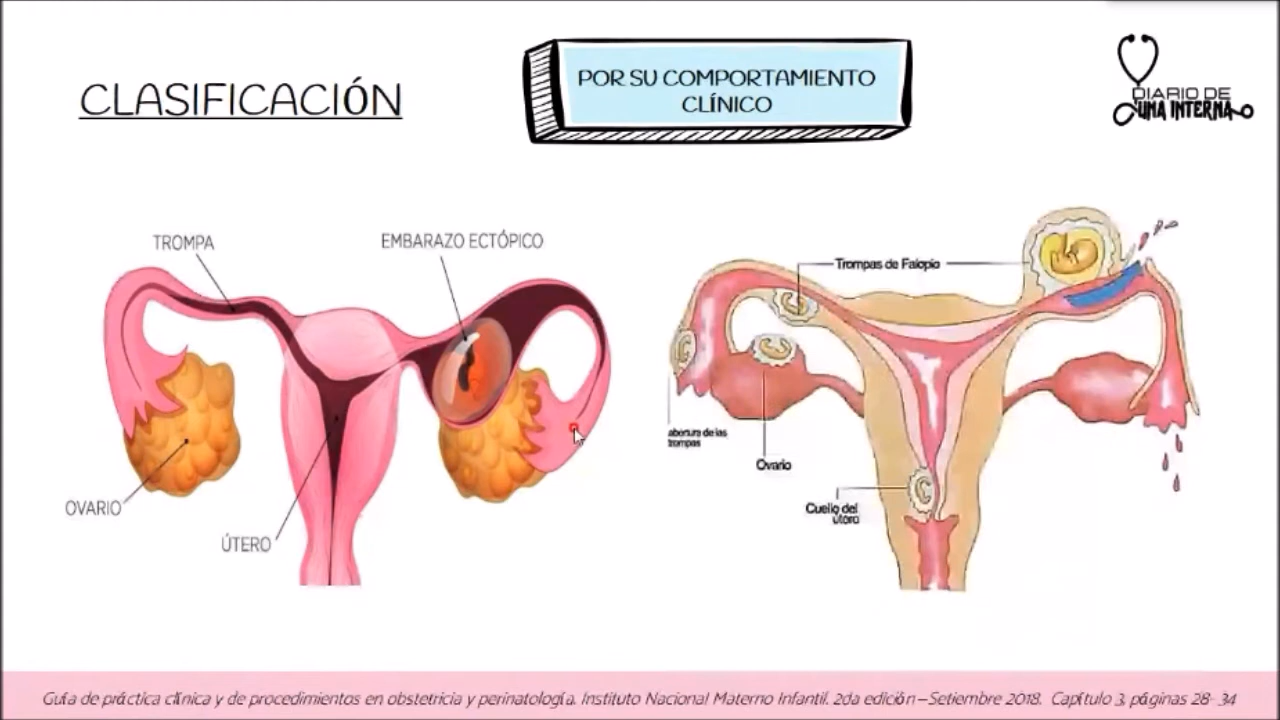 CLASIFICACIÓN
POR SU COMPORTAMIENTO
CLÍNICO
DIARIO DE
UNA INTERNA
TROMPA
EMBARAZO ECTÓPICO
OVARIO
ÚTERO
Trompas de Falopio
abertura de las
trompas
Ovario
Cuello del
útero
Guía de práctica clínica y de procedimientos en obstetricia y perinatología. Instituto Nacional Materno Infantil. 2da edición – Setiembre 2018. Capítulo 3, páginas 28- 34